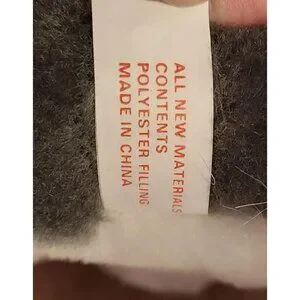 ALL NEW MATERIALS
CONTENTS
POLYESTER FILLING
MADE IN CHINA